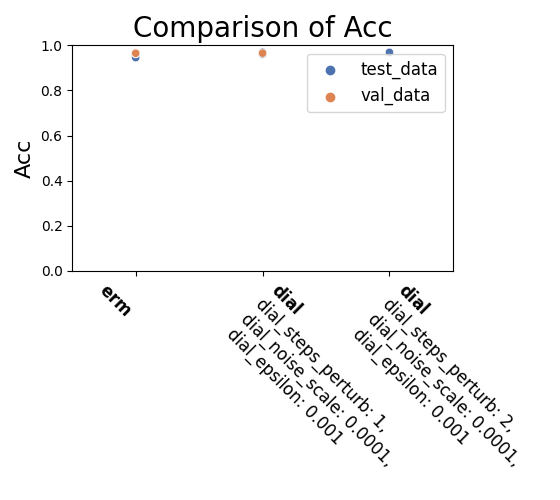 Comparison of Acc
Acc
1.0
0.8
0.6
0.4
0.2
0.0
test_data
val_data
erm
dial
dial_steps_perturb: 1,
dial_noise_scale: 0.0001,
dial_epsilon: 0.001
dial
dial_steps_perturb: 2,
dial_noise_scale: 0.0001,
dial_epsilon: 0.001